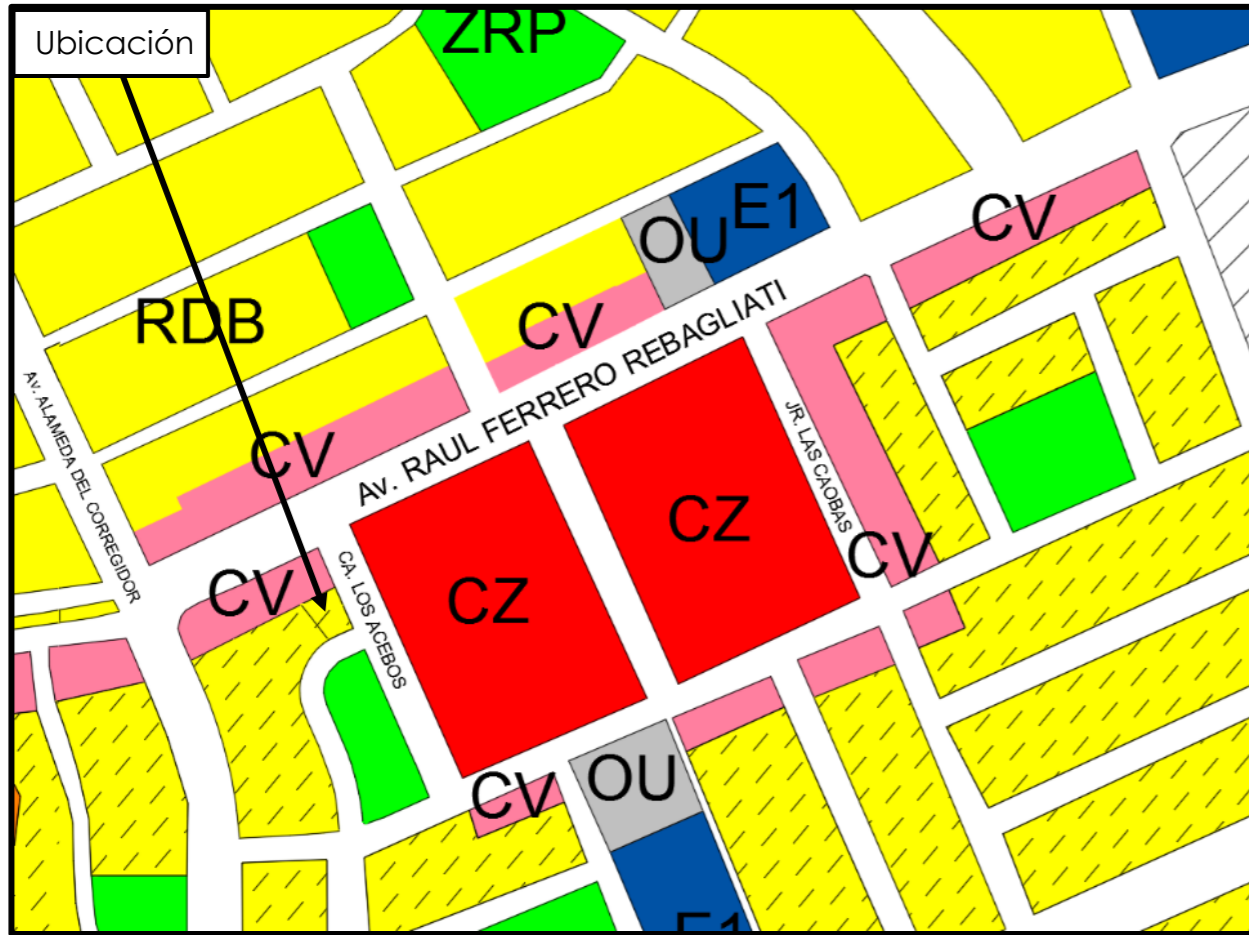 Ubicación
ZRP
E1
OU
CV
RDB
CV
Av. RAUL FERRERO REBAGLIATI
Av. ALAMEDA DEL CORREGIDOR
CV
JR. LAS CAOBAS
CZ
CV
CV
CA. LOS ACEBOS
CZ
OU
CV
E1